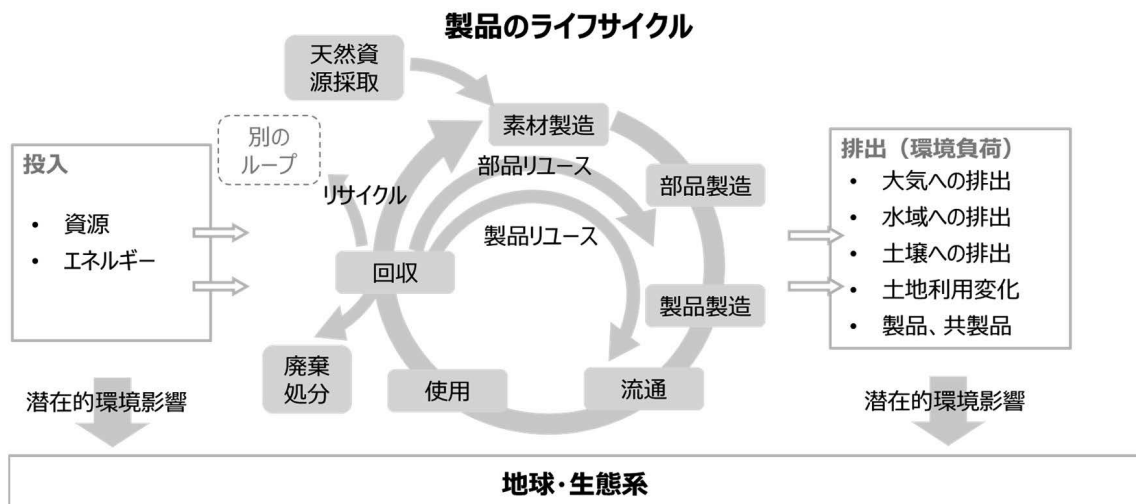 製品のライフサイクル
天然資
源採取
素材製造
別の
ループ
投入
• 資源
• エネルギー
リサイクル
部品リユース
製品リユース
部品製造
回収
製品製造
廃棄
処分
使用
流通
排出（環境負荷）
• 大気への排出
• 水域への排出
• 土壌への排出
• 土地利用変化
• 製品、共製品
潜在的環境影響
潜在的環境影響
地球・生態系